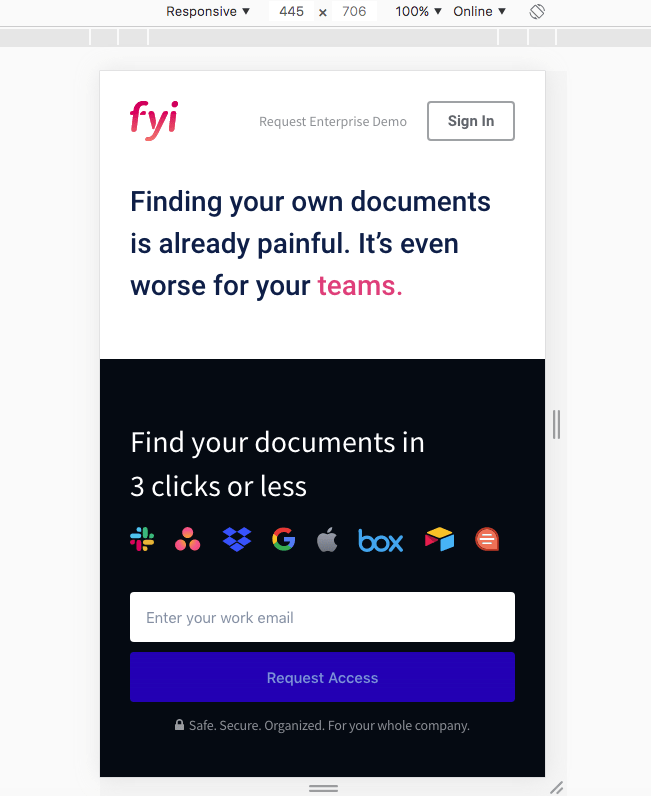 Responsive ▼ 445 x 706 100% ▼ Online ▼
fyi
Request Enterprise Demo
Sign In
Finding your own documents
is already painful. It’s even
worse for your teams.
Find your documents in
3 clicks or less
box
Enter your work email
Request Access
Safe. Secure. Organized. For your whole company.